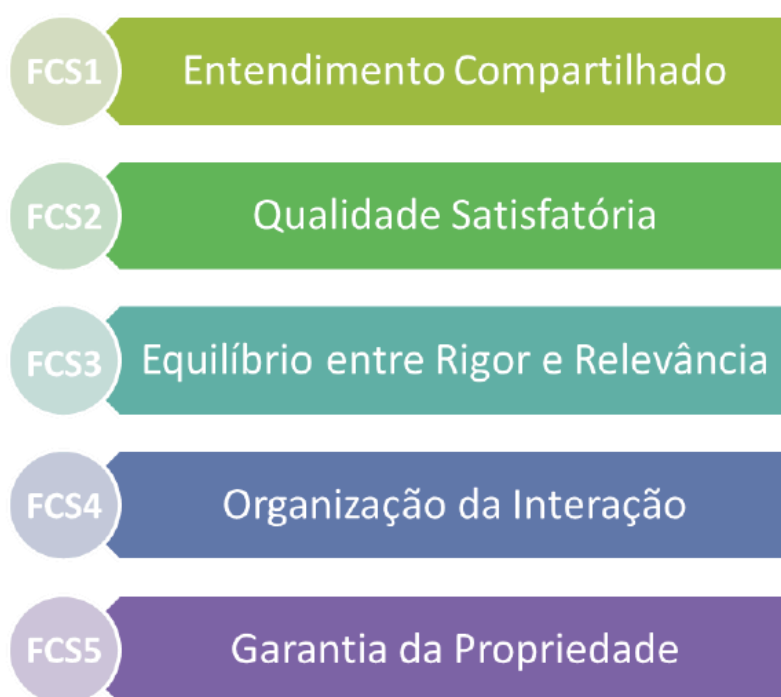 FCS1 Entendimento Compartilhado
FCS2 Qualidade Satisfatória
FCS3 Equilíbrio entre Rigor e Relevância
FCS4 Organização da Interação
FCS5 Garantia da Propriedade